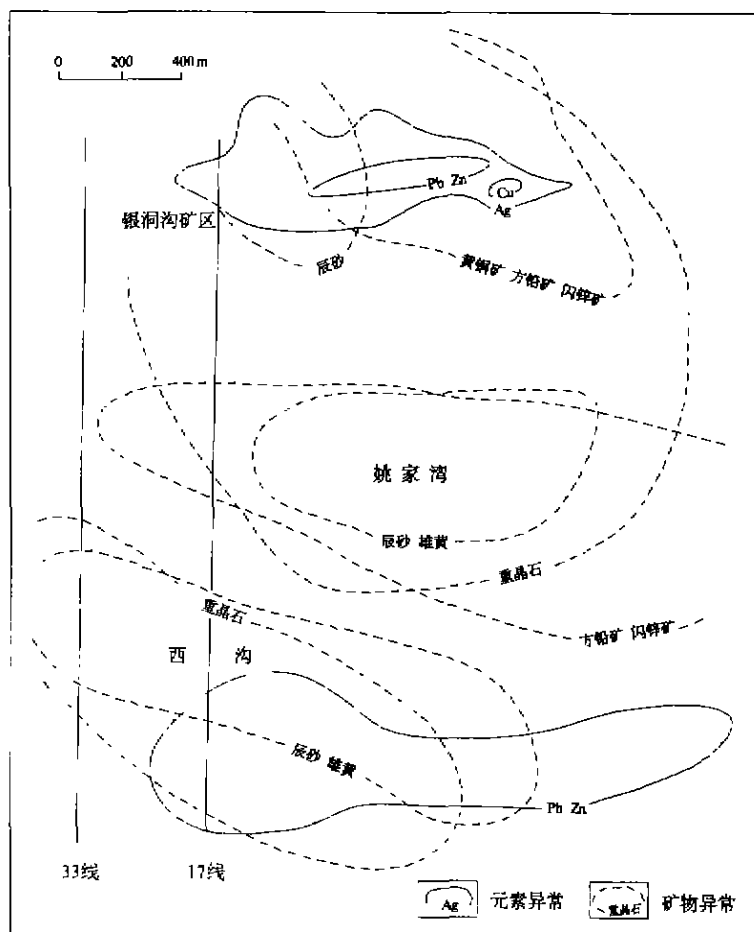 0 200 400m
Pb Zn
Cu
Ag
银洞沟矿区
辰砂
黄铜矿 方铅矿 闪锌矿
姚家湾
辰砂 雄黄
重晶石
重晶石
方铅矿 闪锌矿
西沟
辰砂 雄黄
Pb Zn
33线 17线
Ag 元素异常 重晶石 矿物异常